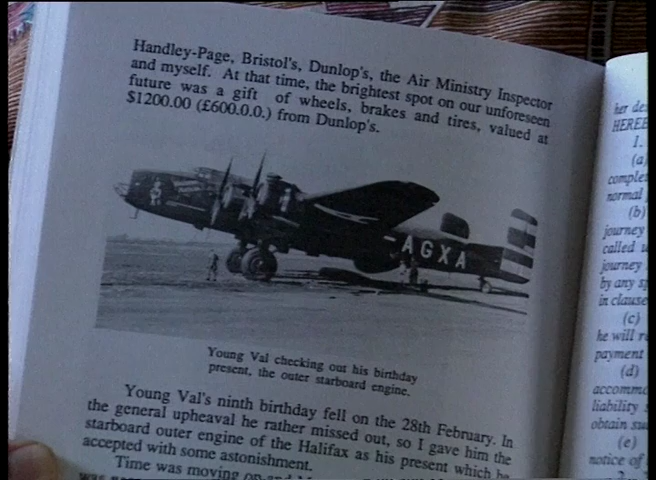 Handley-Page, Bristol's, Dunlop's, the Air Ministry Inspector
and myself. At that time, the brightest spot on our unforeseen
future was a gift of wheels, brakes and tires, valued at
$1200.00 (£600.0.0.) from Dunlop's.
-AGXA
Young Val checking out his birthday
present, the outer starboard engine.
Young Val's ninth birthday fell on the 28th February. In
the general upheaval he rather missed out, so I gave him the
starboard outer engine of the Halifax as his present which he
accepted with some astonishment.
Time was moving on and
her
HEREB
1.
(a)
comple
normal
(b)
journey
called
journey
by any
in clause
(c)
he will
payment
(d)
accommo
liability
obtain
(e)
notice of